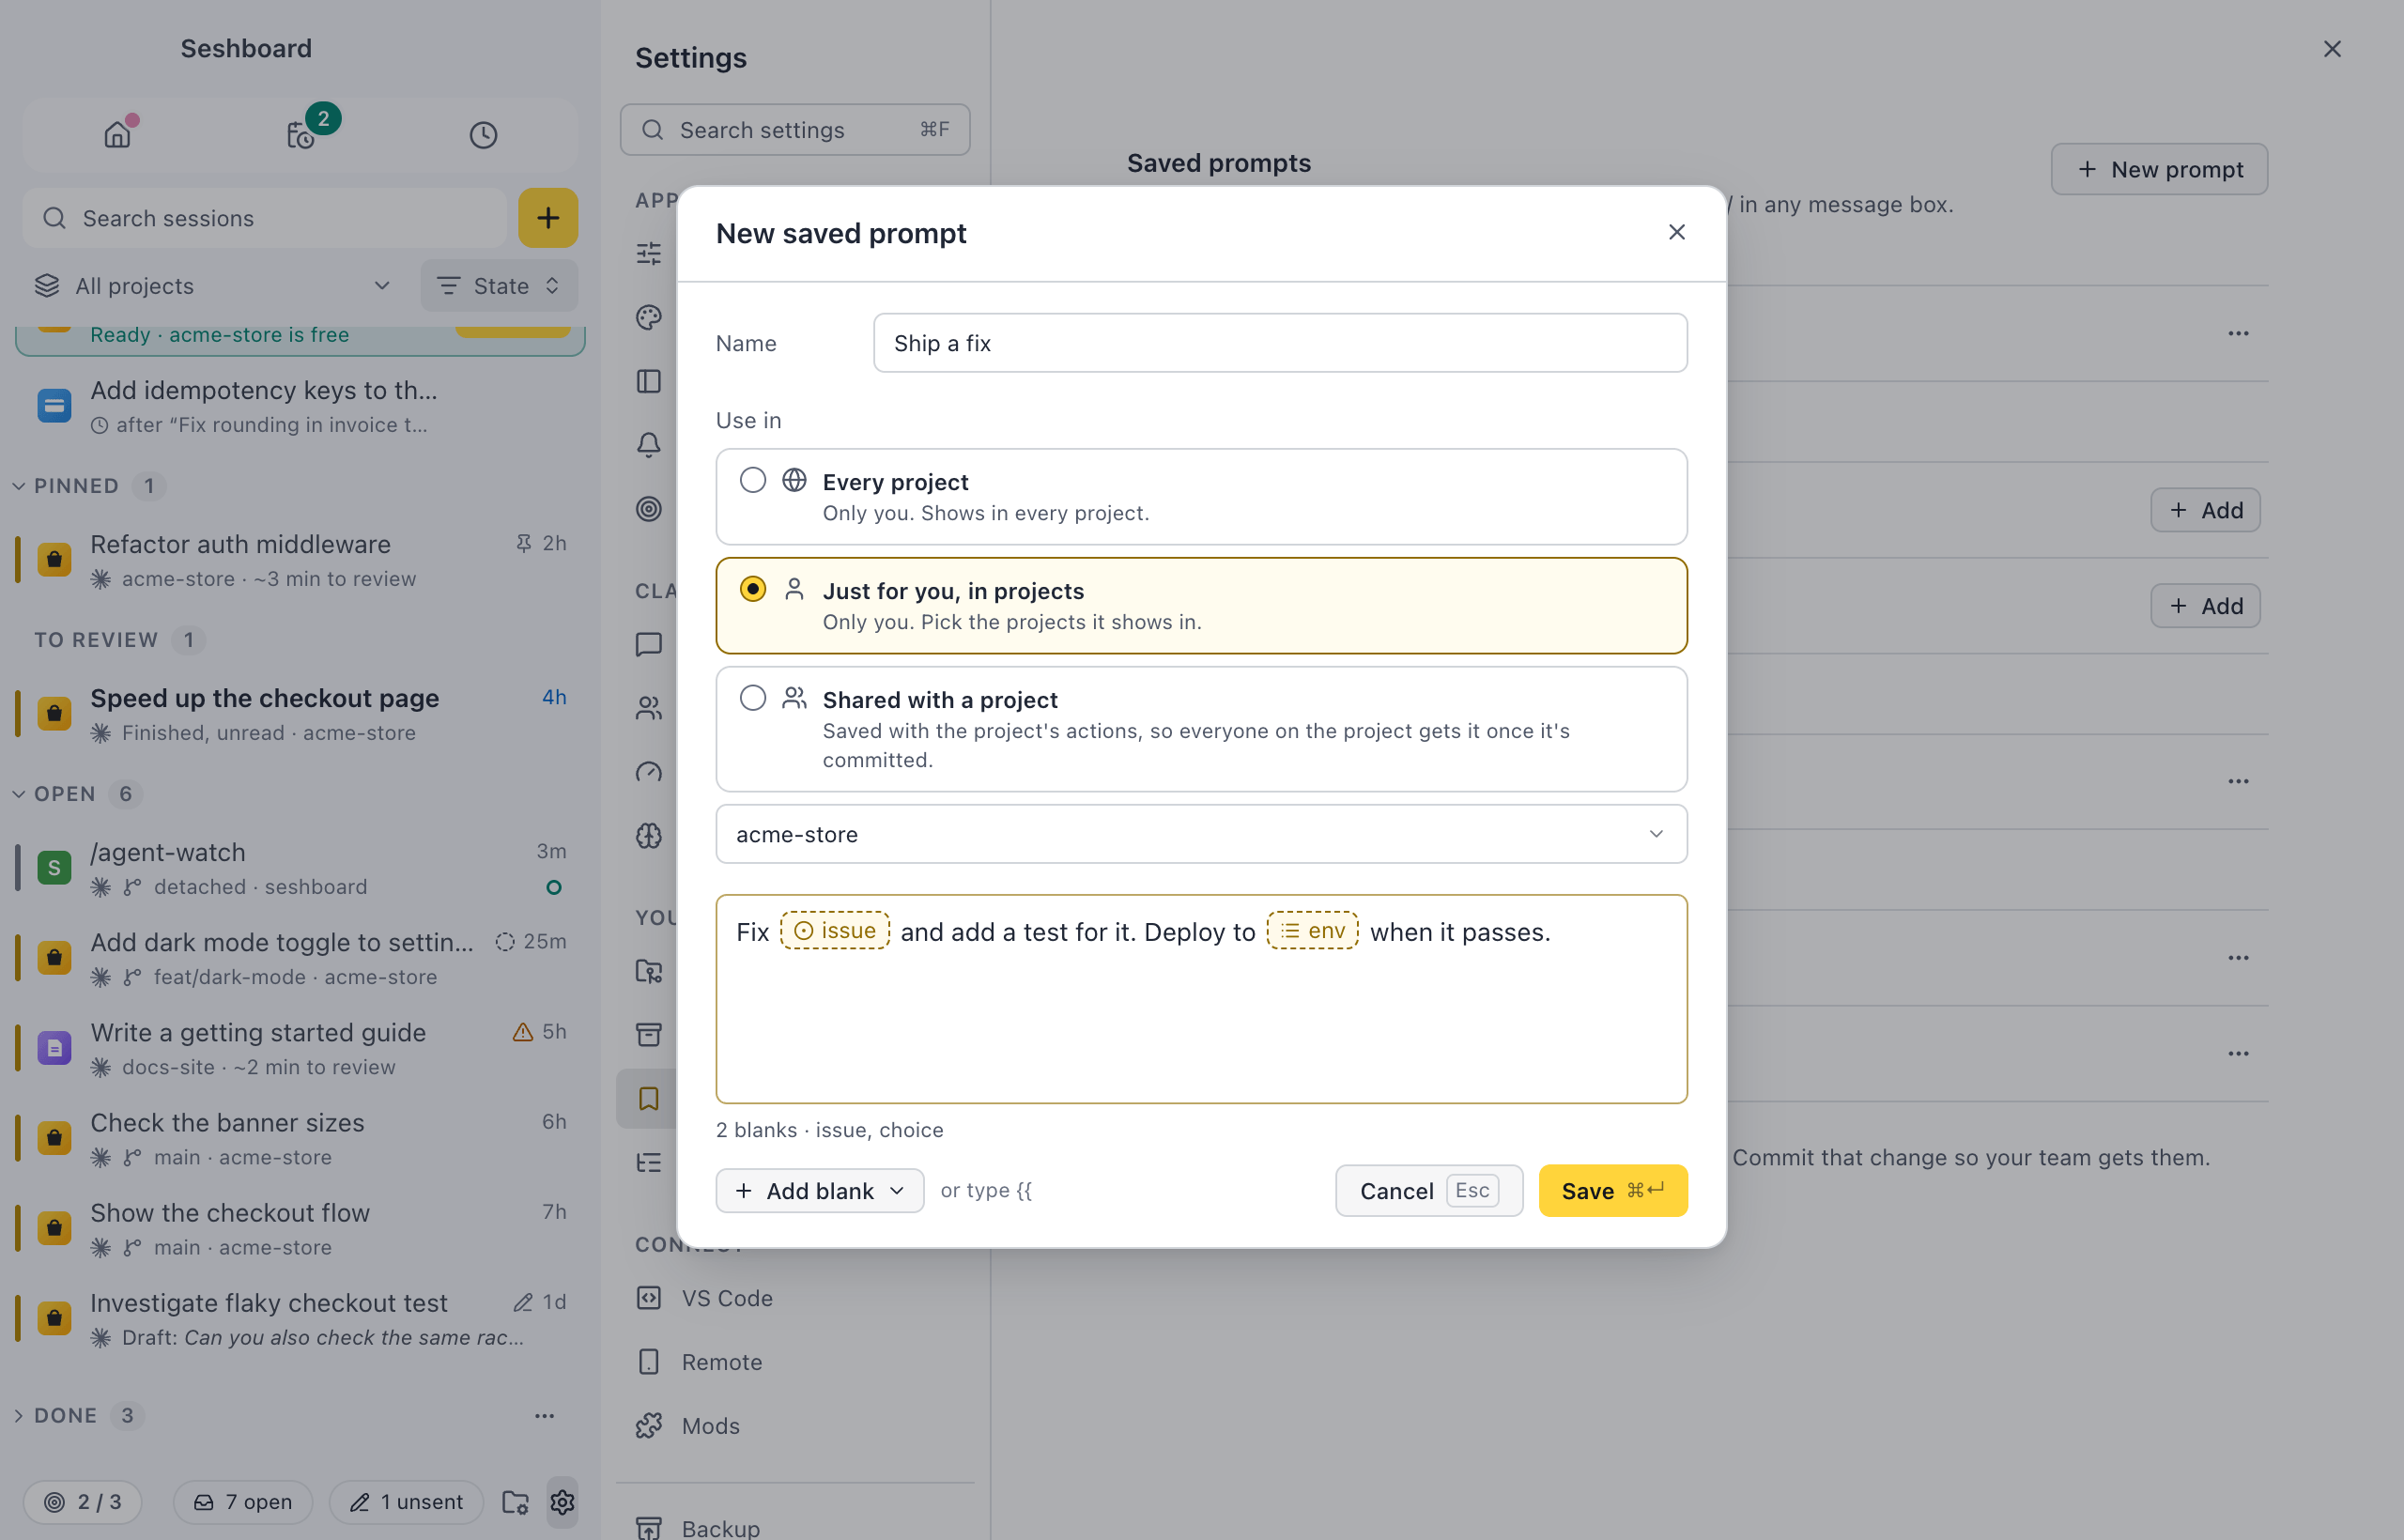 Seshboard
2
Search sessions
All projects
State
Ready · acme-store is free
Add idempotency keys to th...
after “Fix rounding in invoice t...
PINNED 1
Refactor auth middleware
2h
acme-store · ~3 min to review
TO REVIEW 1
Speed up the checkout page
4h
Finished, unread · acme-store
OPEN 6
S
/agent-watch
3m
detached · seshboard
Add dark mode toggle to settin...
25m
feat/dark-mode · acme-store
Write a getting started guide
5h
docs-site · ~2 min to review
Check the banner sizes
6h
main · acme-store
Show the checkout flow
7h
main · acme-store
Investigate flaky checkout test
1d
Draft: Can you also check the same rac...
DONE 3
2 / 3
7 open
1 unsent
Settings
Search settings ⌘F
APP
CLA
YOU
CONNECT
VS Code
Remote
Mods
Backup
Saved prompts
/ in any message box.
+ New prompt
+ Add
+ Add
Commit that change so your team gets them.
New saved prompt
Name
Ship a fix
Use in
Every project
Only you. Shows in every project.
Just for you, in projects
Only you. Pick the projects it shows in.
Shared with a project
Saved with the project's actions, so everyone on the project gets it once it's
committed.
acme-store
Fix issue and add a test for it. Deploy to env when it passes.
2 blanks · issue, choice
+ Add blank
or type {{
Cancel Esc
Save ⌘↵